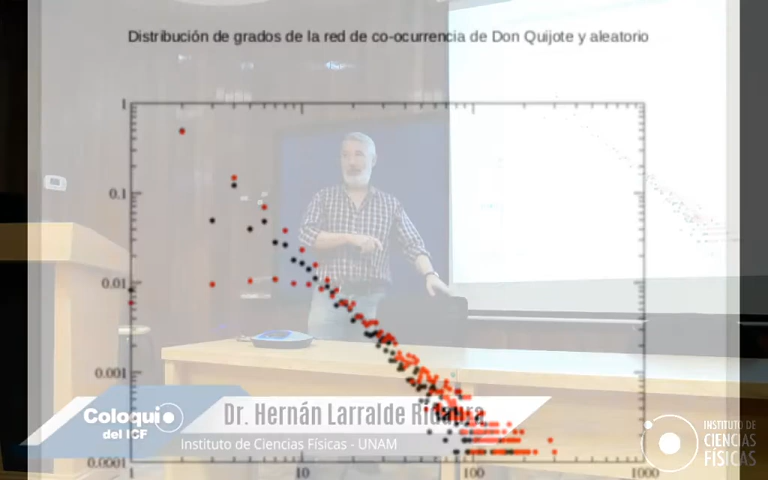 Distribución de grados de la red de co-ocurrencia de Don Quijote y aleatorio
1
0.1
0.01
0.001
0.0001
1
10
100
1000
Coloquio
del ICF
Dr. Hernán Larralde Ridaura
Instituto de Ciencias Físicas - UNAM
INSTITUTO DE
CIENCIAS
FÍSICAS